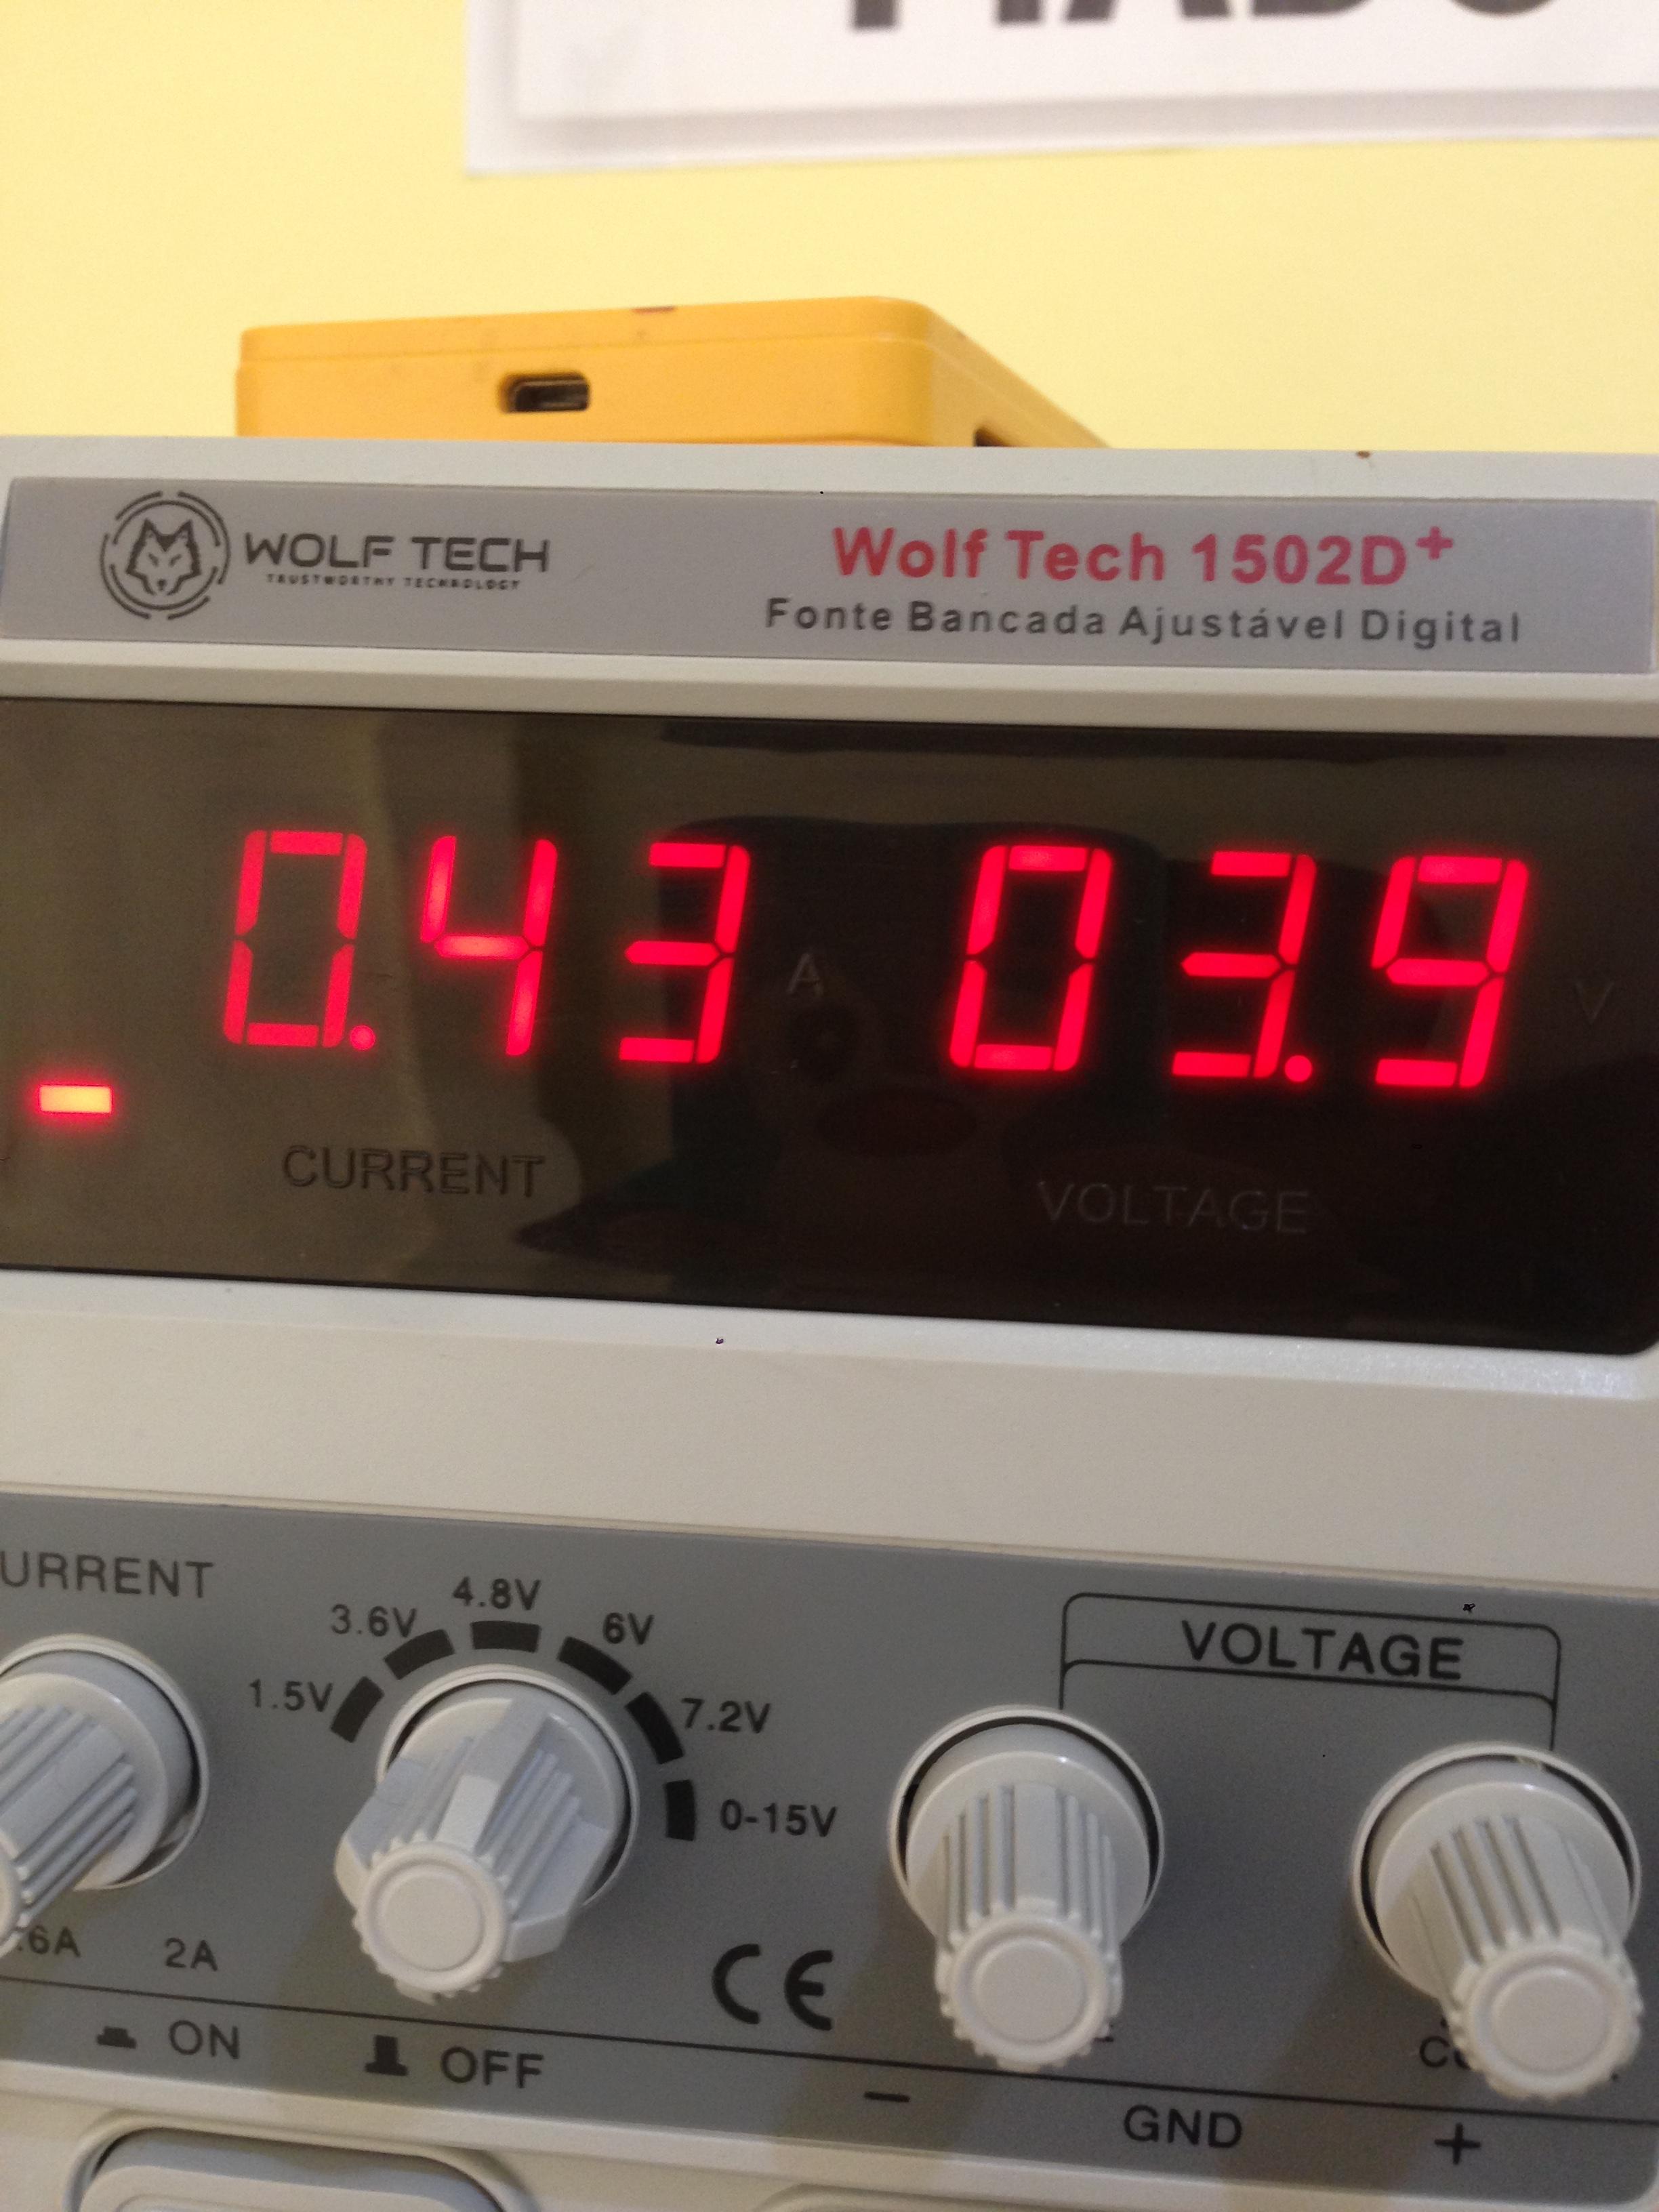 WOLF TECH
TRUSTWORTHY TECHNOLOGY
Wolf Tech 1502D+
Fonte Bancada Ajustável Digital
0.43 A 03.9 V
CURRENT VOLTAGE
4.8V
3.6V 6V
1.5V 7.2V
0-15V
VOLTAGE
2A
CE
ON OFF
- GND +